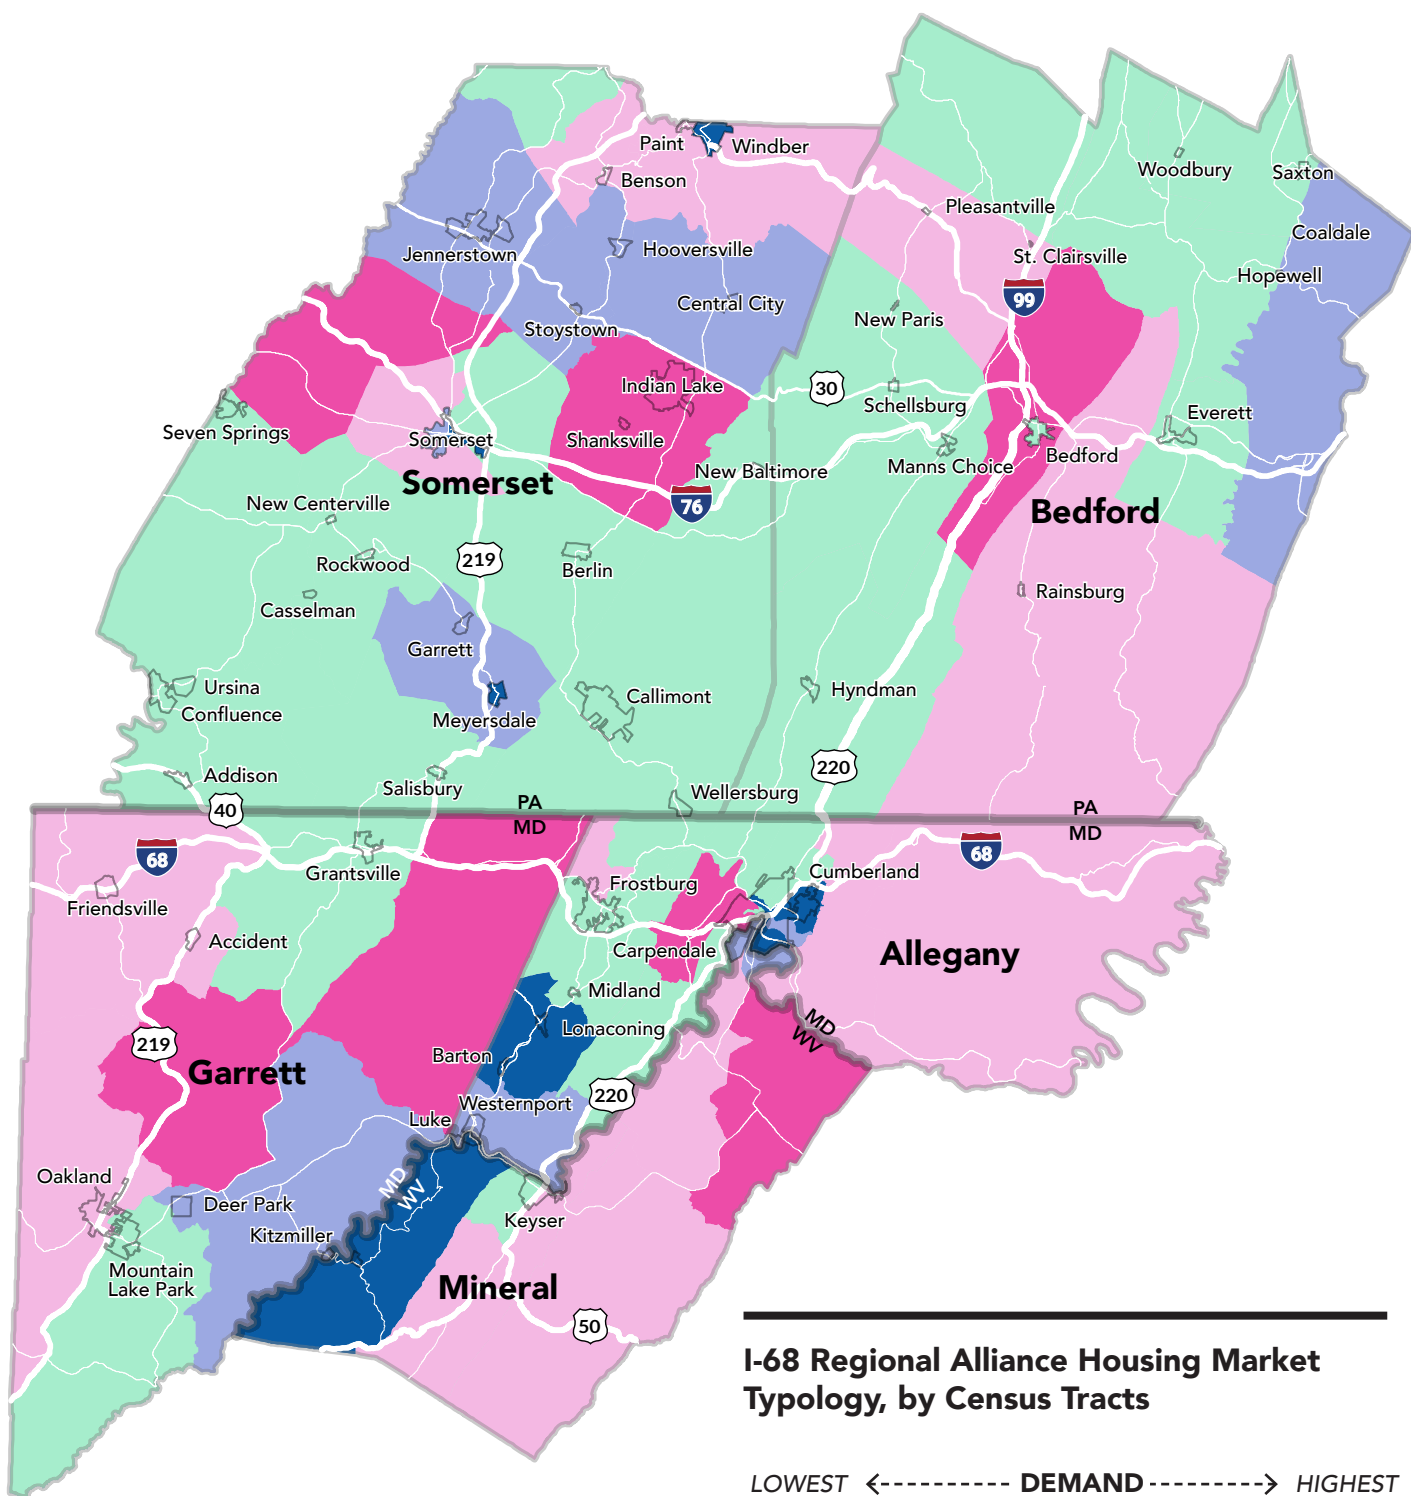 Paint
Windber
Benson
Woodbury
Saxton
Pleasantville
Coaldale
Jennerstown
Hooversville
St. Clairsville
Hopewell
99
Central City
New Paris
Stoystown
Indian Lake
30
Schellsburg
Everett
Seven Springs
Somerset
Shanksville
Manns Choice
Bedford
Somerset
New Baltimore
New Centerville
76
Bedford
Rockwood
219
Berlin
Casselman
Rainsburg
Garrett
Ursina
Confluence
Callimont
Hyndman
Meyersdale
220
Addison
Salisbury
Wellersburg
40
PA
MD
PA
MD
68
68
Grantsville
Frostburg
Cumberland
Friendsville
Accident
Carpendale
Allegany
Midland
MD
WV
Lonaconing
219
Garrett
Barton
Westernport
220
Luke
Oakland
MD
WV
Deer Park
Kitzmiller
Keyser
Mountain
Lake Park
Mineral
50
I-68 Regional Alliance Housing Market
Typology, by Census Tracts
LOWEST DEMAND HIGHEST